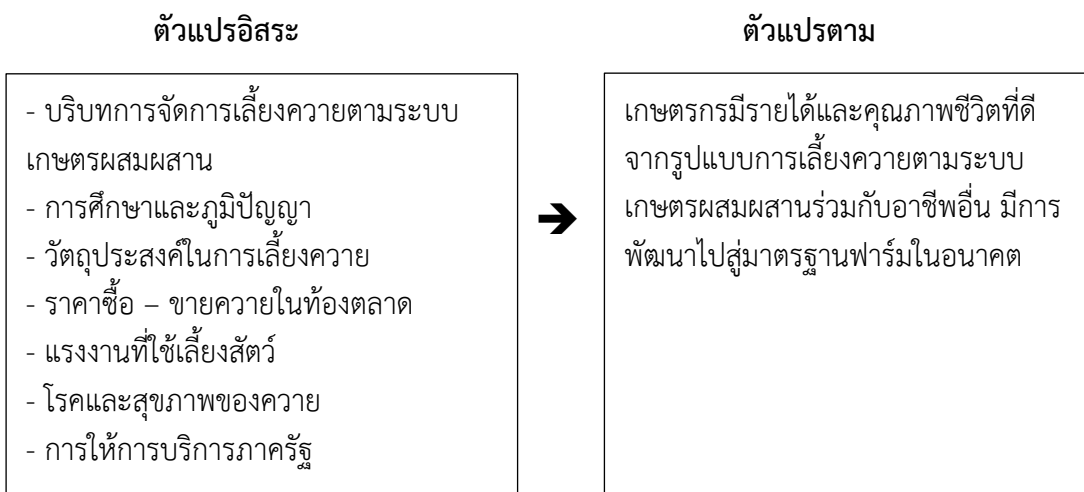 ตัวแปรอิสระ
ตัวแปรตาม
- บริบทการจัดการเลี้ยงควายตามระบบ
เกษตรผสมผสาน
- การศึกษาและภูมิปัญญา
- วัตถุประสงค์ในการเลี้ยงควาย
- ราคาซื้อ – ขายควายในท้องตลาด
- แรงงานที่ใช้เลี้ยงสัตว์
- โรคและสุขภาพของควาย
- การให้การบริการภาครัฐ
เกษตรกรมีรายได้และคุณภาพชีวิตที่ดี
จากรูปแบบการเลี้ยงควายตามระบบ
เกษตรผสมผสานร่วมกับอาชีพอื่น มีการ
พัฒนาไปสู่มาตรฐานฟาร์มในอนาคต